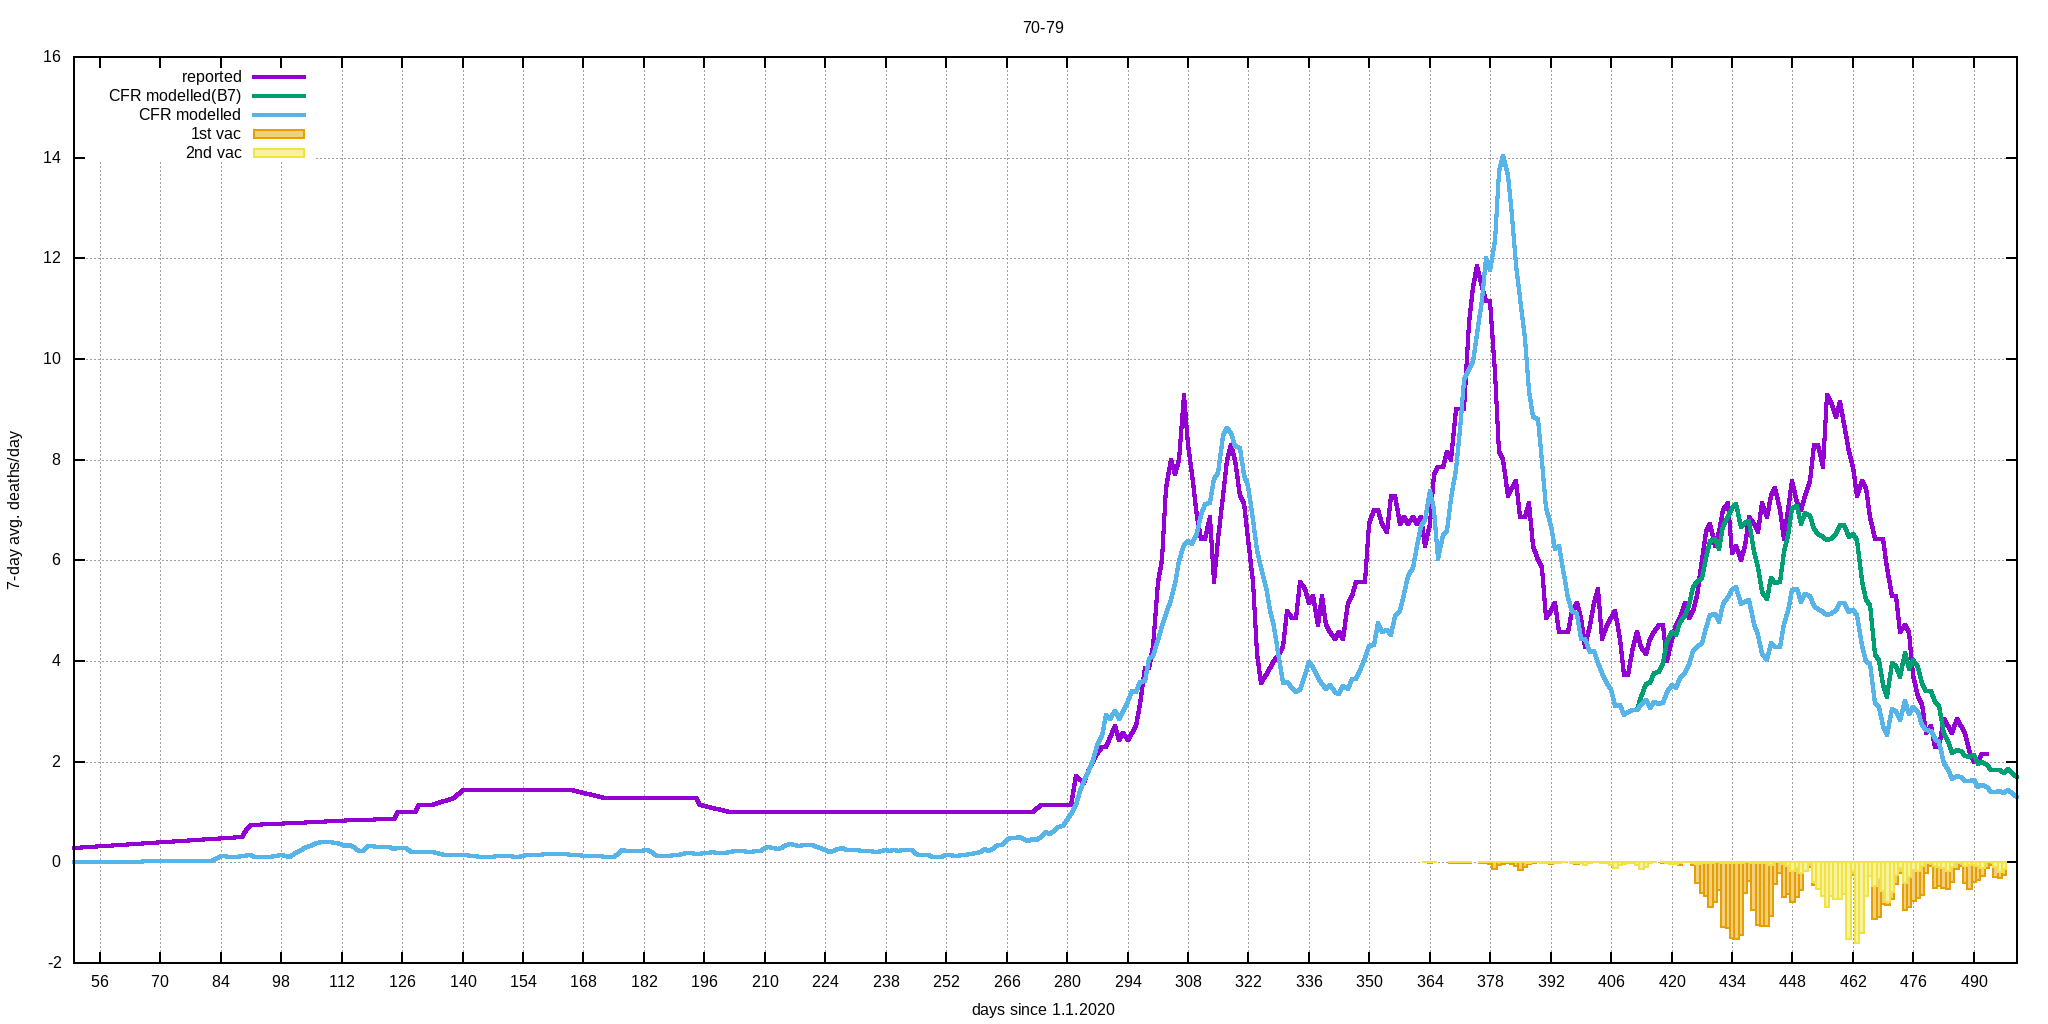 70-79
16
14
12
10
8
6
4
2
0
-2
7-day avg. deaths/day
reported
CFR modelled(B7)
CFR modelled
1st vac
2nd vac
56 70 84 98 112 126 140 154 168 182 196 210 224 238 252 266 280 294 308 322 336 350 364 378 392 406 420 434 448 462 476 490
days since 1.1.2020